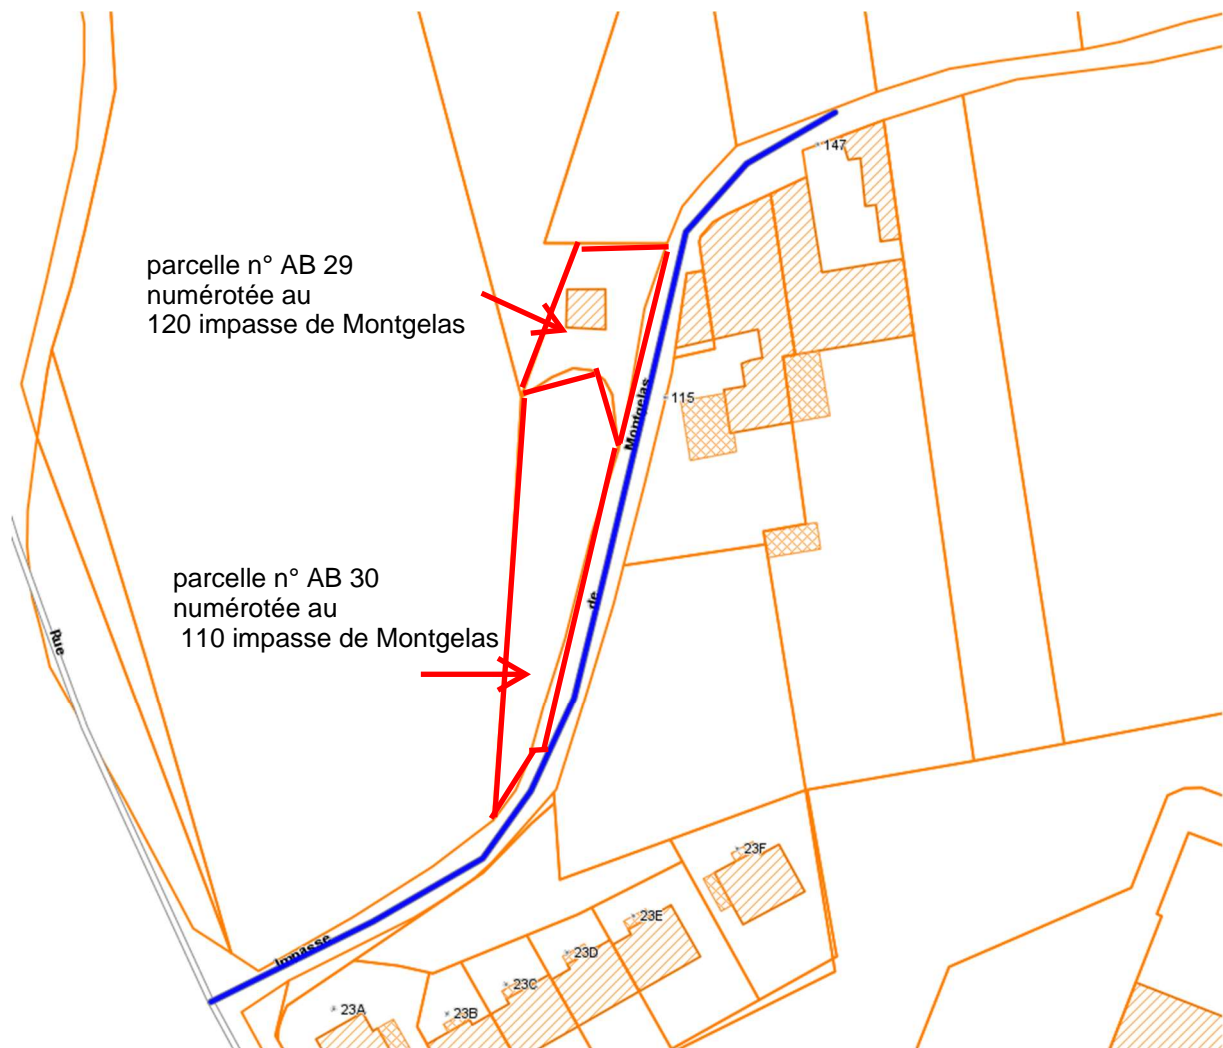 147
parcelle n° AB 29
numérotée au
120 impasse de Montgelas
115
Montgelas
parcelle n° AB 30
numérotée au
110 impasse de Montgelas
de
Rue
23F
23E
Impasse
23D
23C
23A
23B